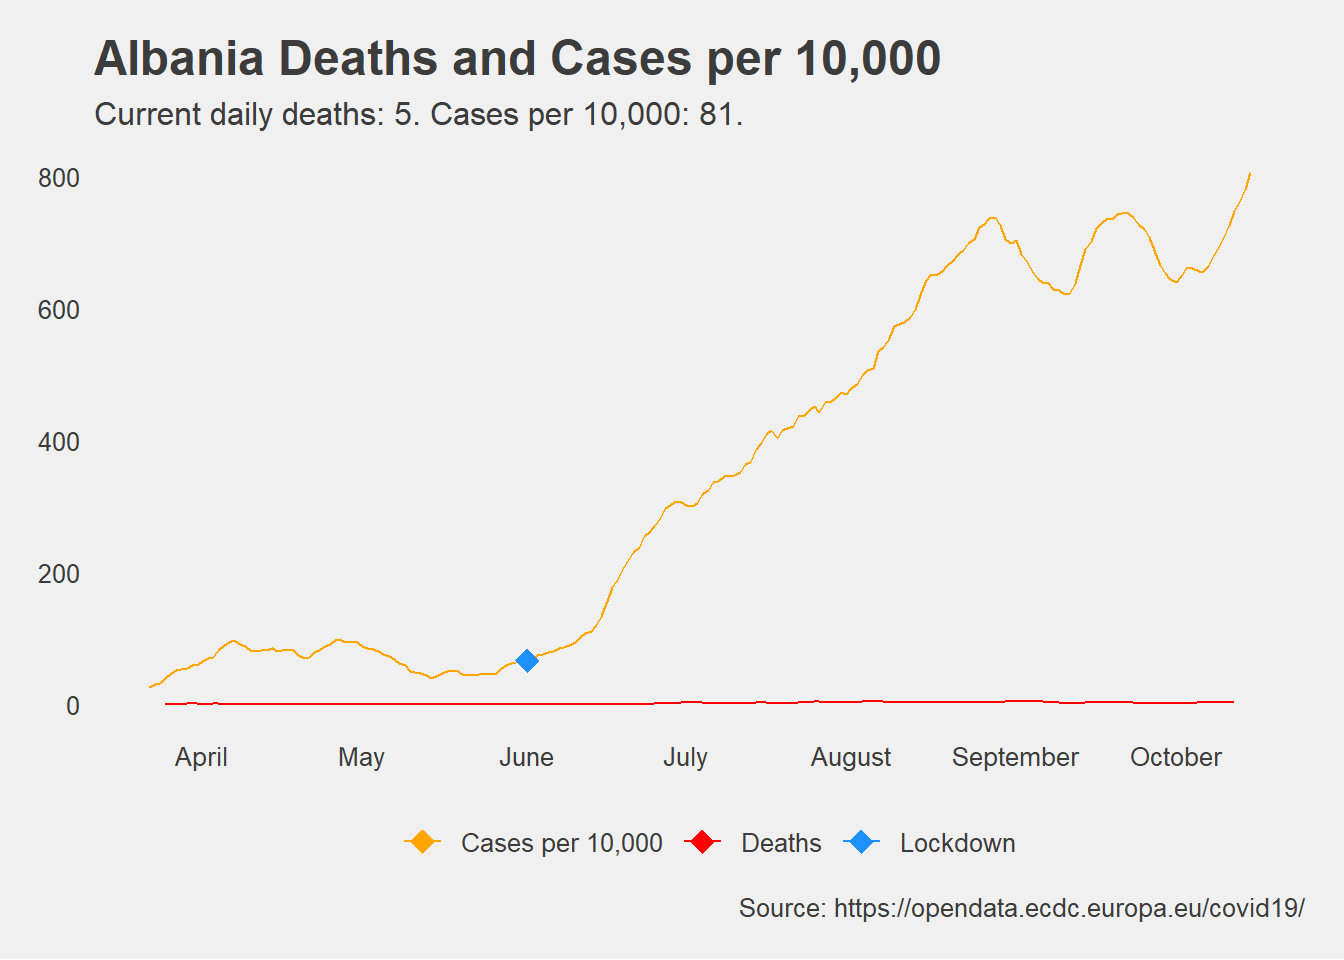 Albania Deaths and Cases per 10,000
Current daily deaths: 5. Cases per 10,000: 81.
800
600
400
200
0
April May June July August September October
Cases per 10,000 Deaths Lockdown
Source: https://opendata.ecdc.europa.eu/covid19/